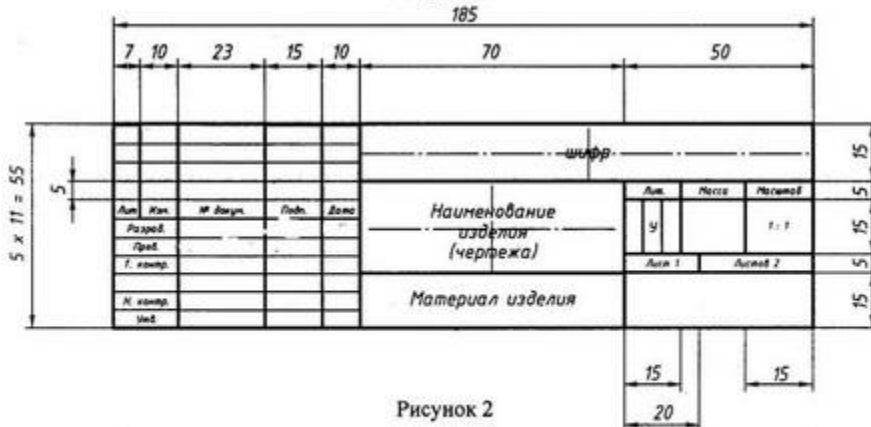 185
7 10 23 15 10 70 50
шифр
15
5 x 11 = 55
5
Лит. Масса Масштаб
5
Лит Изм. № докум. Подп. Дата
Наименование
изделия
(чертежа)
У
1:1
15
Разраб.
Пров.
Т. контр.
Лист 1 Листов 2
5
Материал изделия
15
Н. контр.
Утв.
15 15
20
Рисунок 2